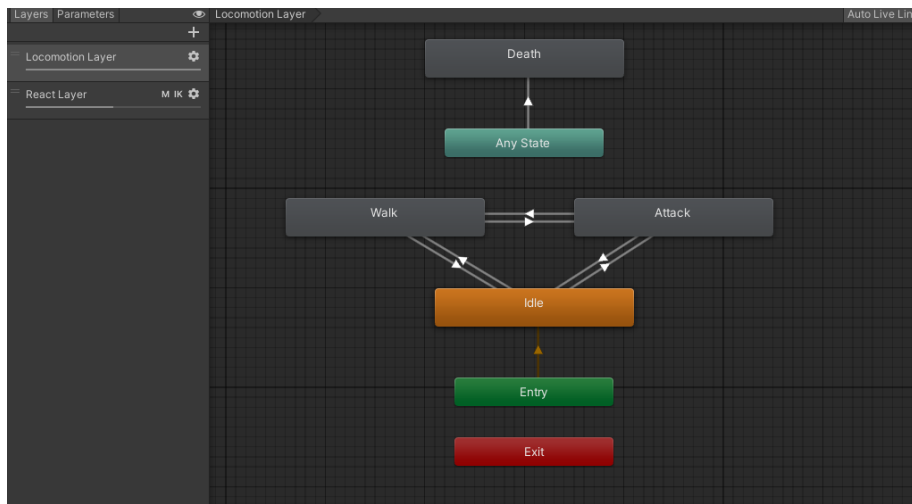 Layers Parameters
Locomotion Layer
Auto Live Lin
Locomotion Layer
React Layer M IK
Death
Any State
Walk
Attack
Idle
Entry
Exit